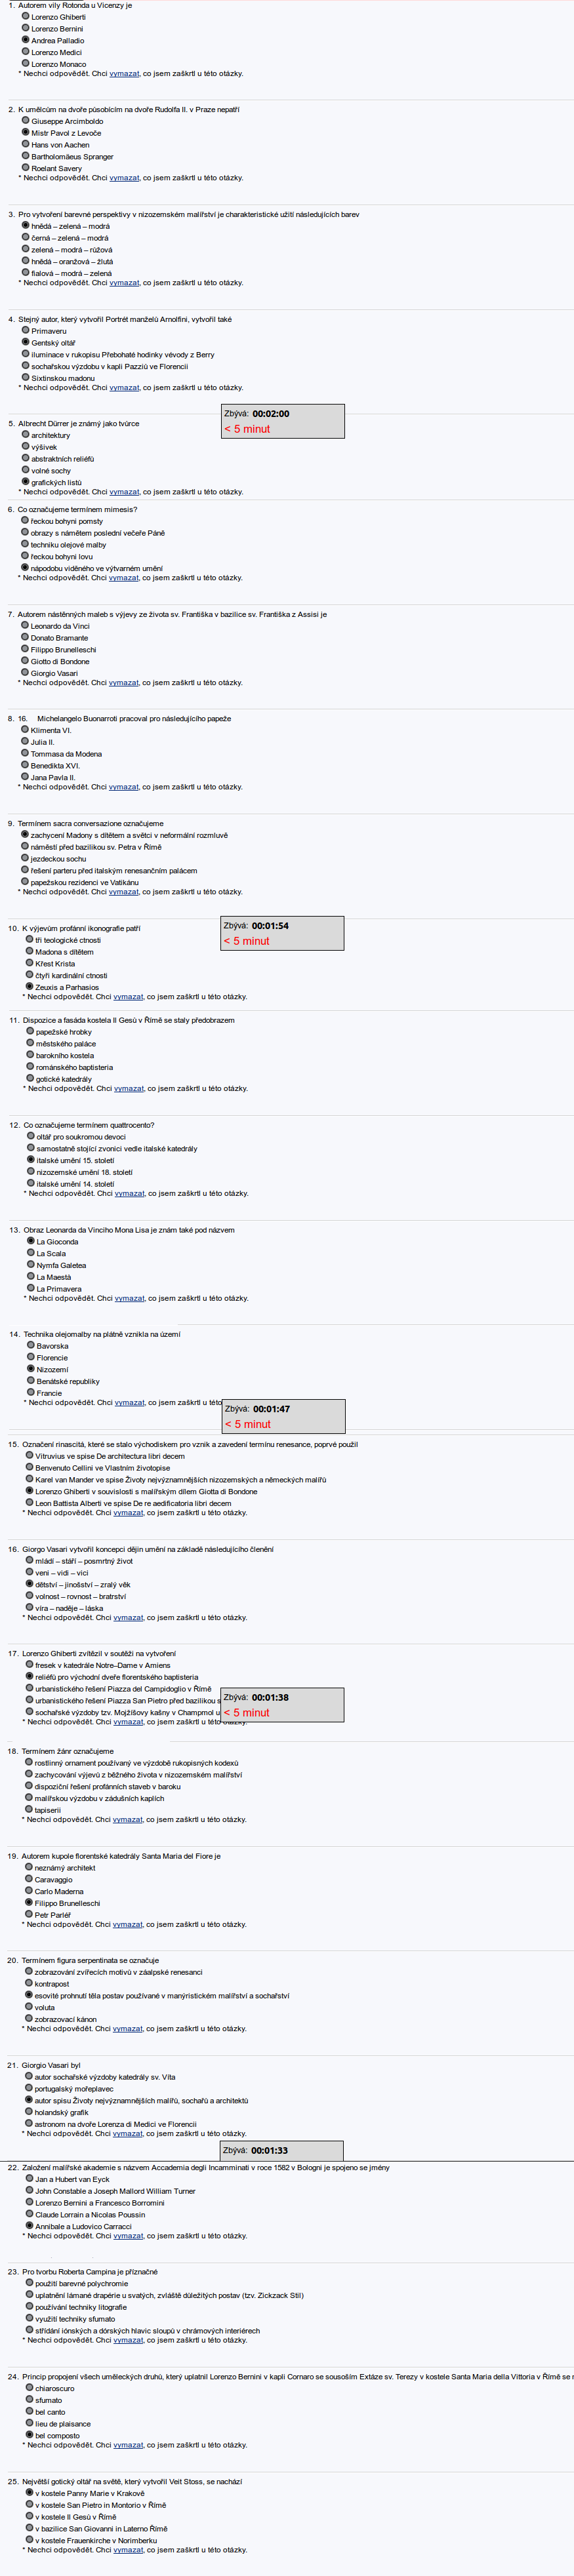 1. Autorem vily Rotonda u Vicenzy je
Lorenzo Ghiberti
Lorenzo Bernini
Andrea Palladio
Lorenzo Medici
Lorenzo Monaco
* Nechci odpovědět. Chci vymazat, co jsem zaškrtl u této otázky.
2. K umělcům na dvoře působícím na dvoře Rudolfa II. v Praze nepatří
Giuseppe Arcimboldo
Mistr Pavol z Levoče
Hans von Aachen
Bartholomäeus Spranger
Roelant Savery
* Nechci odpovědět. Chci vymazat, co jsem zaškrtl u této otázky.
3. Pro vytvoření barevné perspektivy v nizozemském malířství je charakteristické užití následujících barev
hnědá – zelená – modrá
černá – zelená – modrá
zelená – modrá – růžová
hnědá – oranžová – žlutá
fialová – modrá – zelená
* Nechci odpovědět. Chci vymazat, co jsem zaškrtl u této otázky.
4. Stejný autor, který vytvořil Portrét manželů Arnolfini, vytvořil také
Primaveru
Gentský oltář
iluminace v rukopisu Přebohaté hodinky vévody z Berry
sochařskou výzdobu v kapli Pazziů ve Florencii
Sixtinskou madonu
* Nechci odpovědět. Chci vymazat, co jsem zaškrtl u této otázky.
Zbývá: 00:02:00
< 5 minut
5. Albrecht Dürrer je známý jako tvůrce
architektury
výšivek
abstraktních reliéfů
volné sochy
grafických listů
* Nechci odpovědět. Chci vymazat, co jsem zaškrtl u této otázky.
6. Co označujeme termínem mimesis?
řeckou bohyni pomsty
obrazy s námětem poslední večeře Páně
techniku olejové malby
řeckou bohyni lovu
nápodobu viděného ve výtvarném umění
* Nechci odpovědět. Chci vymazat, co jsem zaškrtl u této otázky.
7. Autorem nástěnných maleb s výjevy ze života sv. Františka v bazilice sv. Františka z Assisi je
Leonardo da Vinci
Donato Bramante
Filippo Brunelleschi
Giotto di Bondone
Giorgio Vasari
* Nechci odpovědět. Chci vymazat, co jsem zaškrtl u této otázky.
8. 16. Michelangelo Buonarroti pracoval pro následujícího papeže
Klimenta VI.
Julia II.
Tommasa da Modena
Benedikta XVI.
Jana Pavla II.
* Nechci odpovědět. Chci vymazat, co jsem zaškrtl u této otázky.
9. Termínem sacra conversazione označujeme
zachycení Madony s dítětem a světci v neformální rozmluvě
náměstí před bazilikou sv. Petra v Římě
jezdeckou sochu
řešení parteru před italským renesančním palácem
papežskou rezidenci ve Vatikánu
* Nechci odpovědět. Chci vymazat, co jsem zaškrtl u této otázky.
Zbývá: 00:01:54
< 5 minut
10. K výjevům profánní ikonografie patří
tři teologické ctnosti
Madona s dítětem
Křest Krista
čtyři kardinální ctnosti
Zeuxis a Parhasios
* Nechci odpovědět. Chci vymazat, co jsem zaškrtl u této otázky.
11. Dispozice a fasáda kostela Il Gesù v Římě se staly předobrazem
papežské hrobky
městského paláce
barokního kostela
románského baptisteria
gotické katedrály
* Nechci odpovědět. Chci vymazat, co jsem zaškrtl u této otázky.
12. Co označujeme termínem quattrocento?
oltář pro soukromou devoci
samostatně stojící zvonici vedle italské katedrály
italské umění 15. století
nizozemské umění 18. století
italské umění 14. století
* Nechci odpovědět. Chci vymazat, co jsem zaškrtl u této otázky.
13. Obraz Leonarda da Vinciho Mona Lisa je znám také pod názvem
La Gioconda
La Scala
Nymfa Galetea
La Maestà
La Primavera
* Nechci odpovědět. Chci vymazat, co jsem zaškrtl u této otázky.
14. Technika olejomalby na plátně vznikla na území
Bavorska
Florencie
Nizozemí
Benátské republiky
Francie
* Nechci odpovědět. Chci vymazat, co jsem zaškrtl u této
Zbývá: 00:01:47
< 5 minut
15. Označení rinascità, které se stalo východiskem pro vznik a zavedení termínu renesance, poprvé použil
Vitruvius ve spise De architectura libri decem
Benvenuto Cellini ve Vlastním životopise
Karel van Mander ve spise Životy nejvýznamnějších nizozemských a německých malířů
Lorenzo Ghiberti v souvislosti s malířským dílem Giotta di Bondone
Leon Battista Alberti ve spise De re aedificatoria libri decem
* Nechci odpovědět. Chci vymazat, co jsem zaškrtl u této otázky.
16. Giorgo Vasari vytvořil koncepci dějin umění na základě následujícího členění
mládí – stáří – posmrtný život
veni – vidi – vici
dětství – jinošství – zralý věk
volnost – rovnost – bratrství
víra – naděje – láska
* Nechci odpovědět. Chci vymazat, co jsem zaškrtl u této otázky.
17. Lorenzo Ghiberti zvítězil v soutěži na vytvoření
fresek v katedrále Notre–Dame v Amiens
reliéfů pro východní dveře florentského baptisteria
urbanistického řešení Piazza del Campidoglio v Římě
urbanistického řešení Piazza San Pietro před bazilikou s
sochařské výzdoby tzv. Mojžíšovy kašny v Champmol u
* Nechci odpovědět. Chci vymazat, co jsem zaškrtl u této otázky.
Zbývá: 00:01:38
< 5 minut
18. Termínem žánr označujeme
rostlinný ornament používaný ve výzdobě rukopisných kodexů
zachycování výjevů z běžného života v nizozemském malířství
dispoziční řešení profánních staveb v baroku
malířskou výzdobu v zádušních kaplích
tapiserii
* Nechci odpovědět. Chci vymazat, co jsem zaškrtl u této otázky.
19. Autorem kupole florentské katedrály Santa Maria del Fiore je
neznámý architekt
Caravaggio
Carlo Maderna
Filippo Brunelleschi
Petr Parléř
* Nechci odpovědět. Chci vymazat, co jsem zaškrtl u této otázky.
20. Termínem figura serpentinata se označuje
zobrazování zvířecích motivů v záalpské renesanci
kontrapost
esovité prohnutí těla postav používané v manýristickém malířství a sochařství
voluta
zobrazovací kánon
* Nechci odpovědět. Chci vymazat, co jsem zaškrtl u této otázky.
21. Giorgio Vasari byl
autor sochařské výzdoby katedrály sv. Víta
portugalský mořeplavec
autor spisu Životy nejvýznamnějších malířů, sochařů a architektů
holandský grafik
astronom na dvoře Lorenza di Medici ve Florencii
* Nechci odpovědět. Chci vymazat, co jsem zaškrtl u této otázky.
Zbývá: 00:01:33
22. Založení malířské akademie s názvem Accademia degli Incamminati v roce 1582 v Bologni je spojeno se jmény
Jan a Hubert van Eyck
John Constable a Joseph Mallord William Turner
Lorenzo Bernini a Francesco Borromini
Claude Lorrain a Nicolas Poussin
Annibale a Ludovico Carracci
* Nechci odpovědět. Chci vymazat, co jsem zaškrtl u této otázky.
23. Pro tvorbu Roberta Campina je příznačné
použití barevné polychromie
uplatnění lámané drapérie u svatých, zvláště důležitých postav (tzv. Zickzack Stil)
používání techniky litografie
využití techniky sfumato
střídání iónských a dórských hlavic sloupů v chrámových interiérech
* Nechci odpovědět. Chci vymazat, co jsem zaškrtl u této otázky.
24. Princip propojení všech uměleckých druhů, který uplatnil Lorenzo Bernini v kapli Cornaro se sousoším Extáze sv. Terezy v kostele Santa Maria della Vittoria v Římě se
chiaroscuro
sfumato
bel canto
lieu de plaisance
bel composto
* Nechci odpovědět. Chci vymazat, co jsem zaškrtl u této otázky.
25. Největší gotický oltář na světě, který vytvořil Veit Stoss, se nachází
v kostele Panny Marie v Krakově
v kostele San Pietro in Montorio v Římě
v kostele Il Gesù v Římě
v bazilice San Giovanni in Laterno Římě
v kostele Frauenkirche v Norimberku
* Nechci odpovědět. Chci vymazat, co jsem zaškrtl u této otázky.